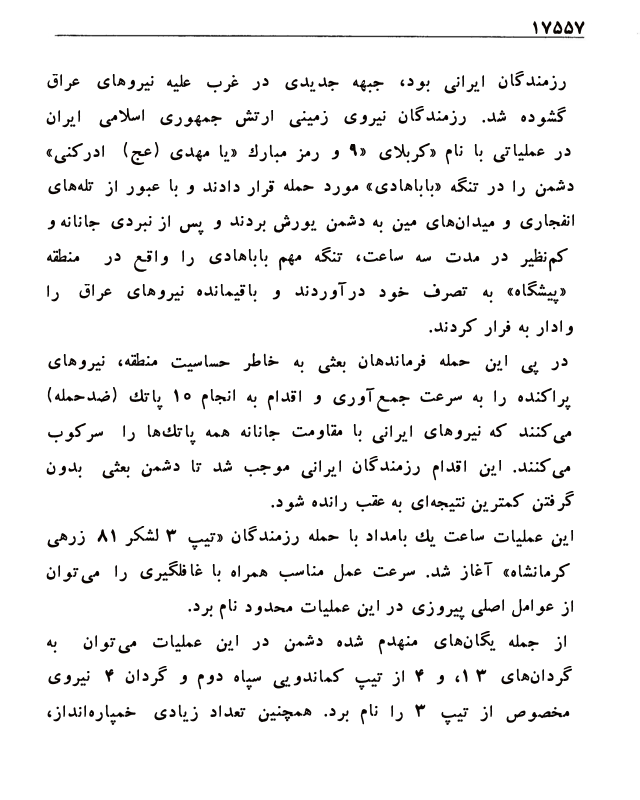 ۱۷۵۵۷
رزمندگان ایرانی بود، جبهه جدیدی در غرب علیه نیروهای عراق
گشوده شد. رزمندگان نیروی زمینی ارتش جمهوری اسلامی ایران
در عملیاتی با نام «کربلای «۹ و رمز مبارك «یا مهدی (عج) ادرکنی»
دشمن را در تنگه «باباهادی» مورد حمله قرار دادند و با عبور از تله‌های
انفجاری و میدان‌های مین به دشمن یورش بردند و پس از نبردی جانانه و
کم‌نظیر در مدت سه ساعت، تنگه مهم باباهادی را واقع در منطقه
«پیشگاه» به تصرف خود درآوردند و باقیمانده نیروهای عراق را
وادار به فرار کردند.
در پی این حمله فرماندهان بعثی به خاطر حساسیت منطقه، نیروهای
پراکنده را به سرعت جمع‌آوری و اقدام به انجام ۱۵ پاتك (ضدحمله)
می‌کنند که نیروهای ایرانی با مقاومت جانانه همه پاتك‌ها را سرکوب
می‌کنند. این اقدام رزمندگان ایرانی موجب شد تا دشمن بعثی بدون
گرفتن کمترین نتیجه‌ای به عقب رانده شود.
این عملیات ساعت یك بامداد با حمله رزمندگان «تیپ ۳ لشکر ۸۱ زرهی
کرمانشاه» آغاز شد. سرعت عمل مناسب همراه با غافلگیری را می‌توان
از عوامل اصلی پیروزی در این عملیات محدود نام برد.
از جمله یگان‌های منهدم شده دشمن در این عملیات می‌توان به
گردان‌های ۱۳، و ۴ از تیپ کماندویی سپاه دوم و گردان ۴ نیروی
مخصوص از تیپ ۳ را نام برد. همچنین تعداد زیادی خمپاره‌انداز،